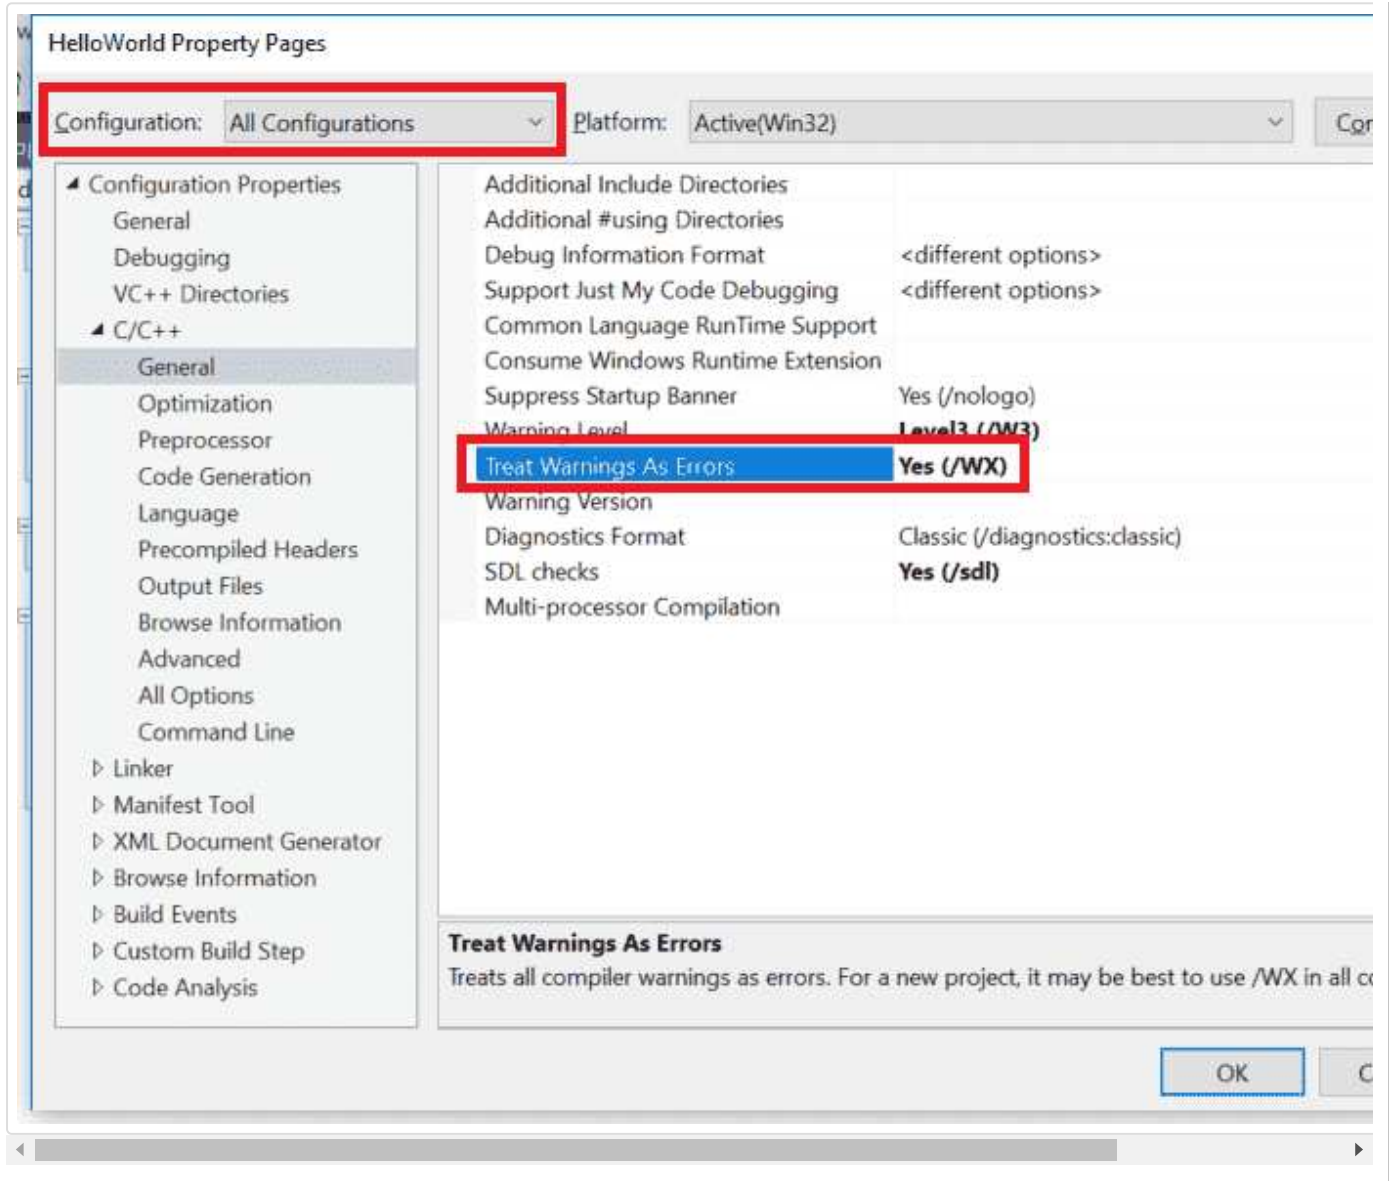 HelloWorld Property Pages
Configuration: All Configurations Platform: Active(Win32)
Configuration Properties
General
Debugging
VC++ Directories
C/C++
General
Optimization
Preprocessor
Code Generation
Language
Precompiled Headers
Output Files
Browse Information
Advanced
All Options
Command Line
Linker
Manifest Tool
XML Document Generator
Browse Information
Build Events
Custom Build Step
Code Analysis
Additional Include Directories
Additional #using Directories
Debug Information Format <different options>
Support Just My Code Debugging <different options>
Common Language RunTime Support
Consume Windows Runtime Extension
Suppress Startup Banner Yes (/nologo)
Warning Level Level3 (/W3)
Treat Warnings As Errors Yes (/WX)
Warning Version
Diagnostics Format Classic (/diagnostics:classic)
SDL checks Yes (/sdl)
Multi-processor Compilation
Treat Warnings As Errors
Treats all compiler warnings as errors. For a new project, it may be best to use /WX in all
OK